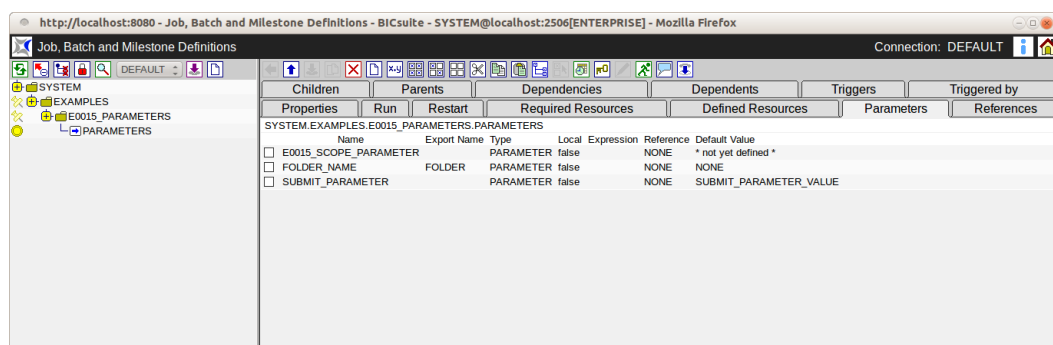 http://localhost:8080 - Job, Batch and Milestone Definitions - BICsuite - SYSTEM@localhost:2506[ENTERPRISE] - Mozilla Firefox
Job, Batch and Milestone Definitions Connection: DEFAULT
DEFAULT
SYSTEM
EXAMPLES
E0015_PARAMETERS
PARAMETERS
x,y
Children Parents Dependencies Dependents Triggers Triggered by
Properties Run Restart Required Resources Defined Resources Parameters References
SYSTEM.EXAMPLES.E0015_PARAMETERS.PARAMETERS
Name Export Name Type Local Expression Reference Default Value
E0015_SCOPE_PARAMETER PARAMETER false NONE * not yet defined *
FOLDER_NAME FOLDER PARAMETER false NONE NONE
SUBMIT_PARAMETER PARAMETER false NONE SUBMIT_PARAMETER_VALUE